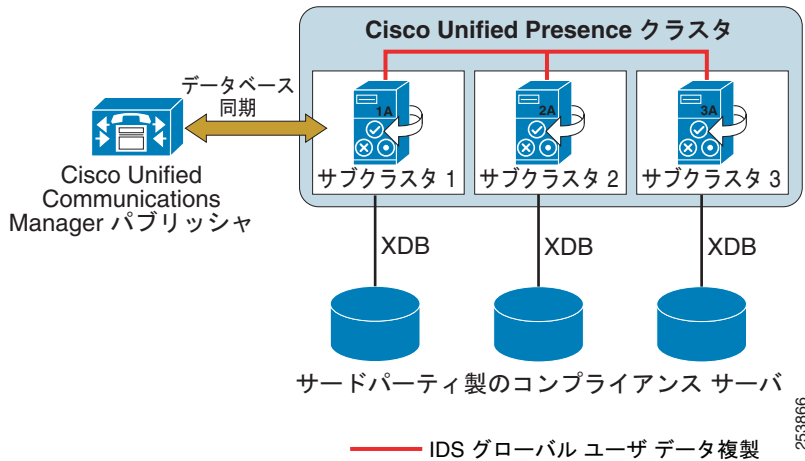 Cisco Unified Presence クラスタ
データベース
同期
1A
2A
3A
サブクラスタ 1
サブクラスタ 2
サブクラスタ 3
Cisco Unified
Communications
Manager パブリッシャ
XDB
XDB
XDB
サードパーティ製のコンプライアンス サーバ
IDS グローバル ユーザ データ複製
253866